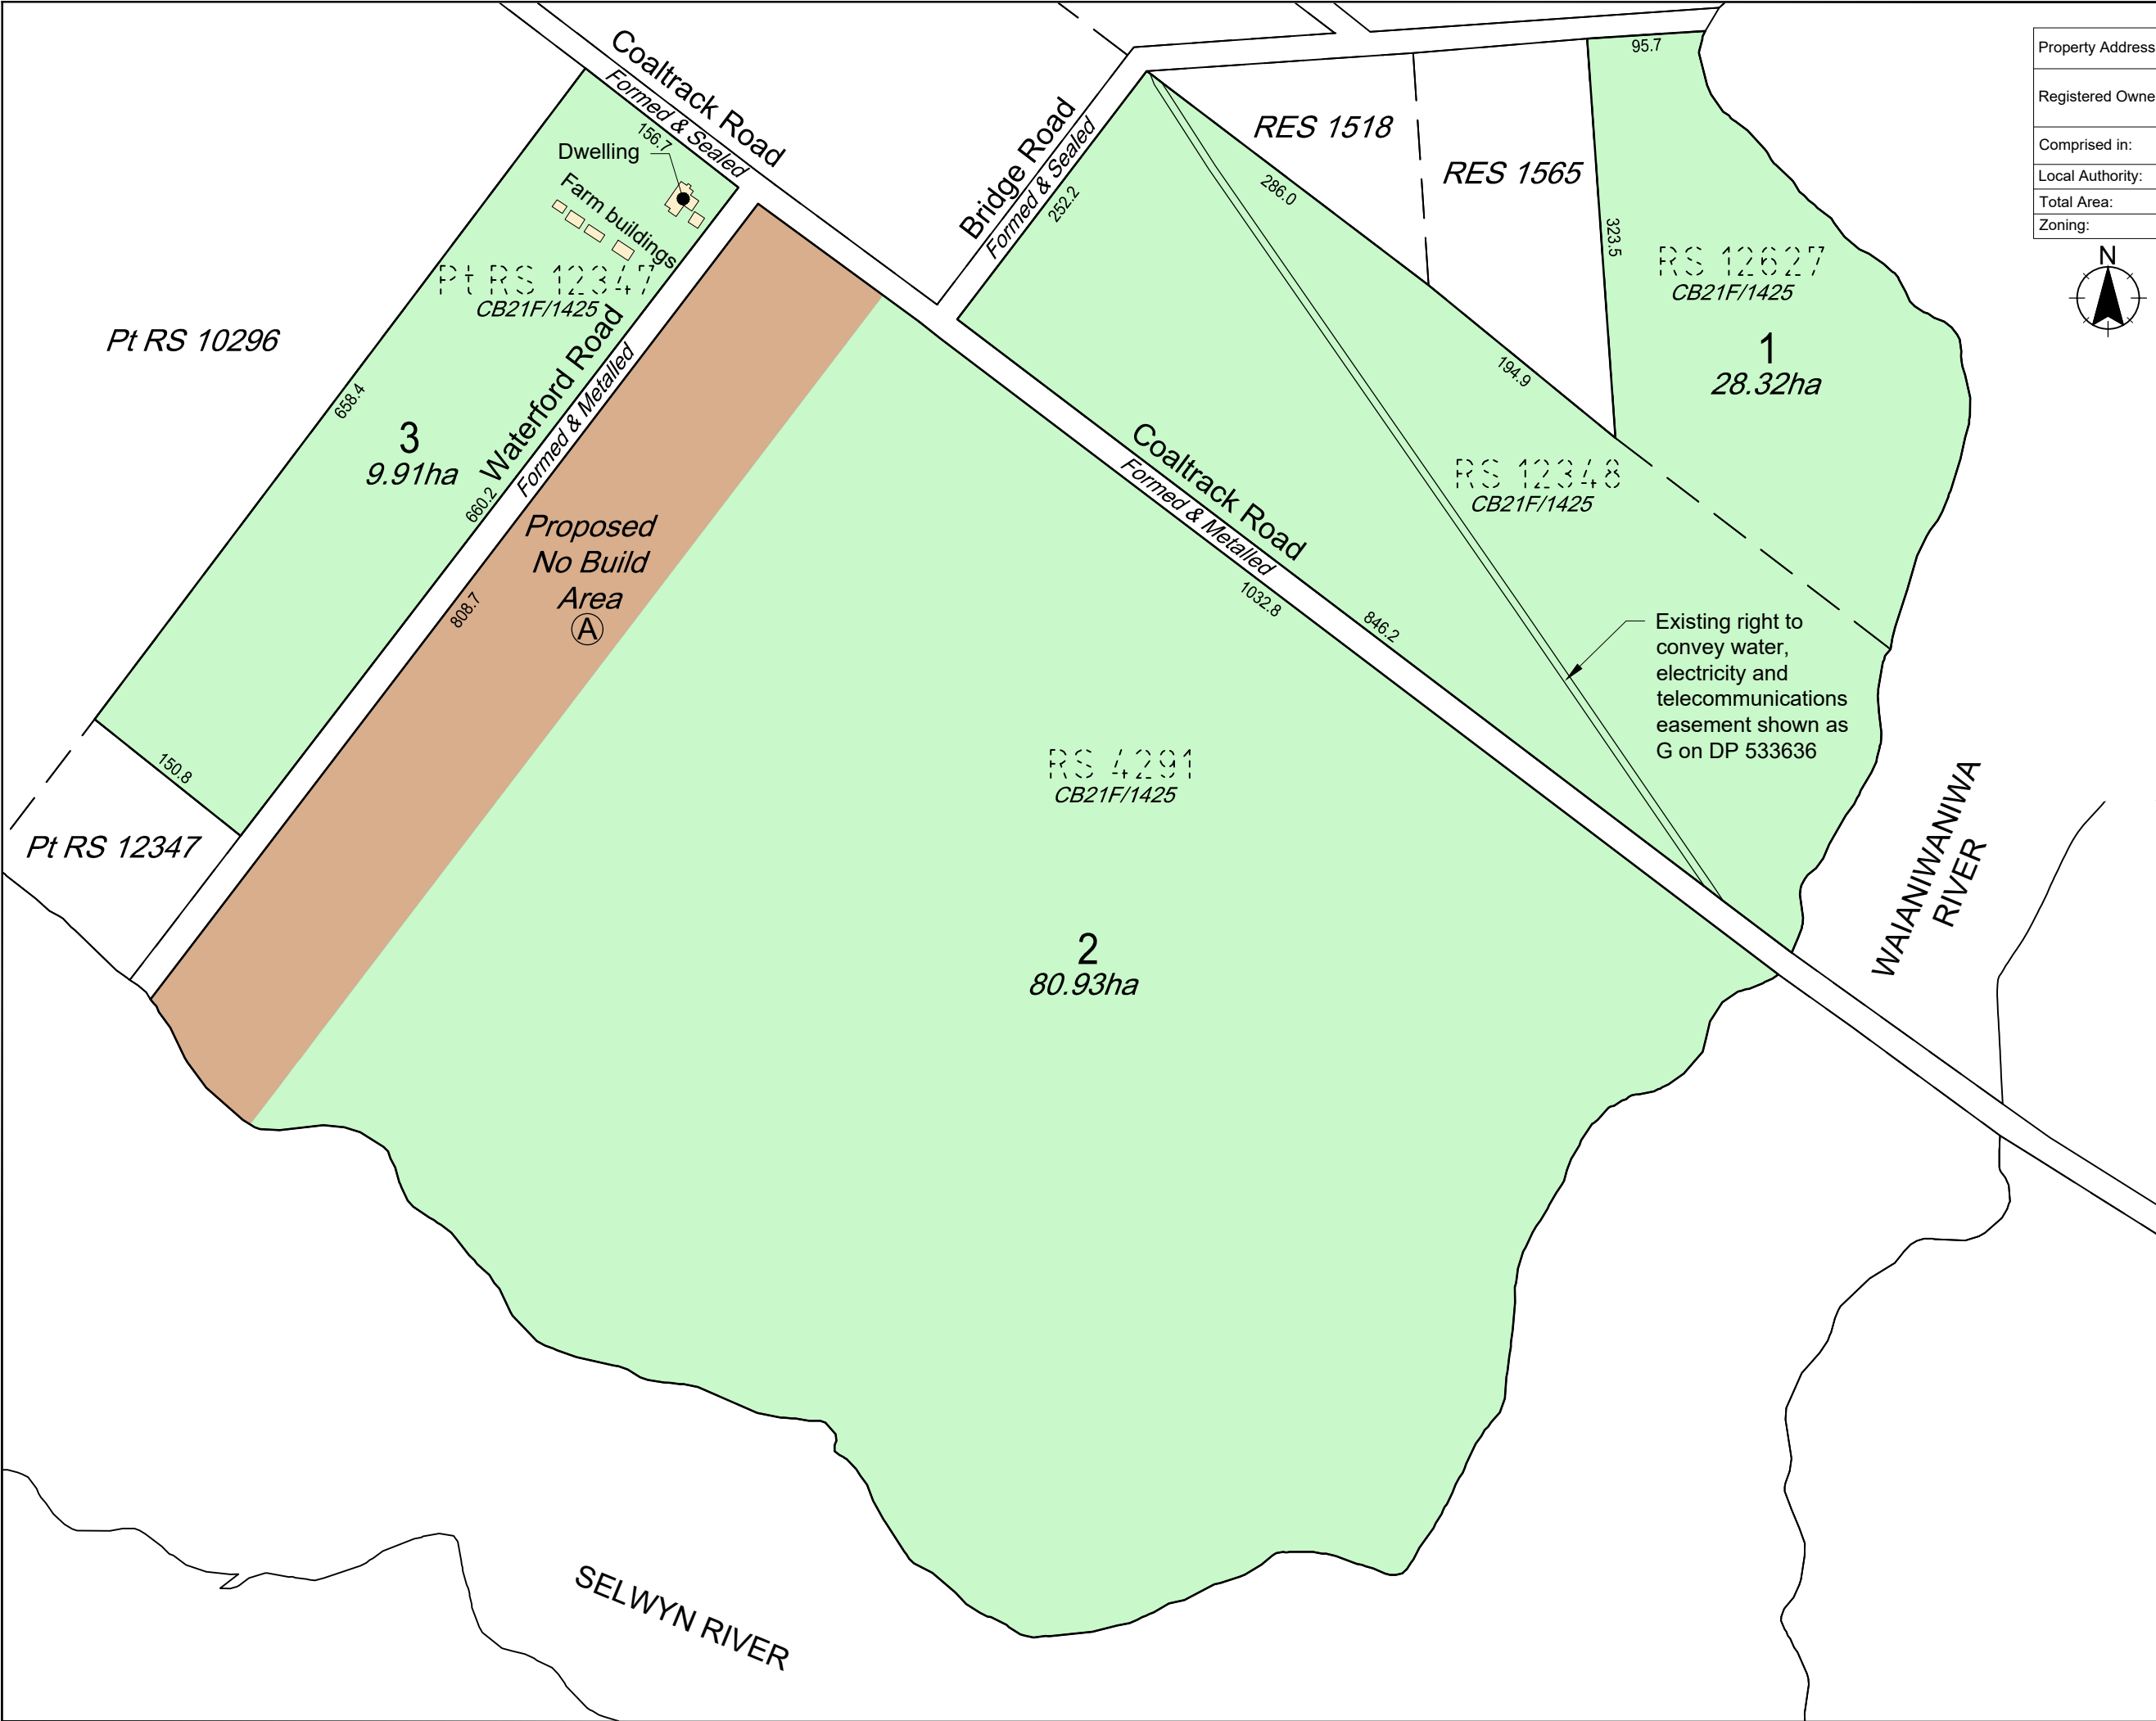 Property Address
Registered Owne
Comprised in:
Local Authority:
Total Area:
Zoning:
N
Coaltrack Road
Formed & Sealed
156.7
Dwelling
Farm buildings
Pt RS 12347
CB21F/1425
Pt RS 10296
658.4
3
9.91ha
Waterford Road
Formed & Metalled
660.2
Proposed
No Build
Area
A
808.7
150.8
Pt RS 12347
Bridge Road
Formed & Sealed
252.2
RES 1518
286.0
RES 1565
95.7
323.5
RS 12627
CB21F/1425
1
28.32ha
194.9
RS 12348
CB21F/1425
Coaltrack Road
Formed & Metalled
1032.8
846.2
Existing right to
convey water,
electricity and
telecommunications
easement shown as
G on DP 533636
RS 4291
CB21F/1425
2
80.93ha
WAIANIWANIWA
RIVER
SELWYN RIVER